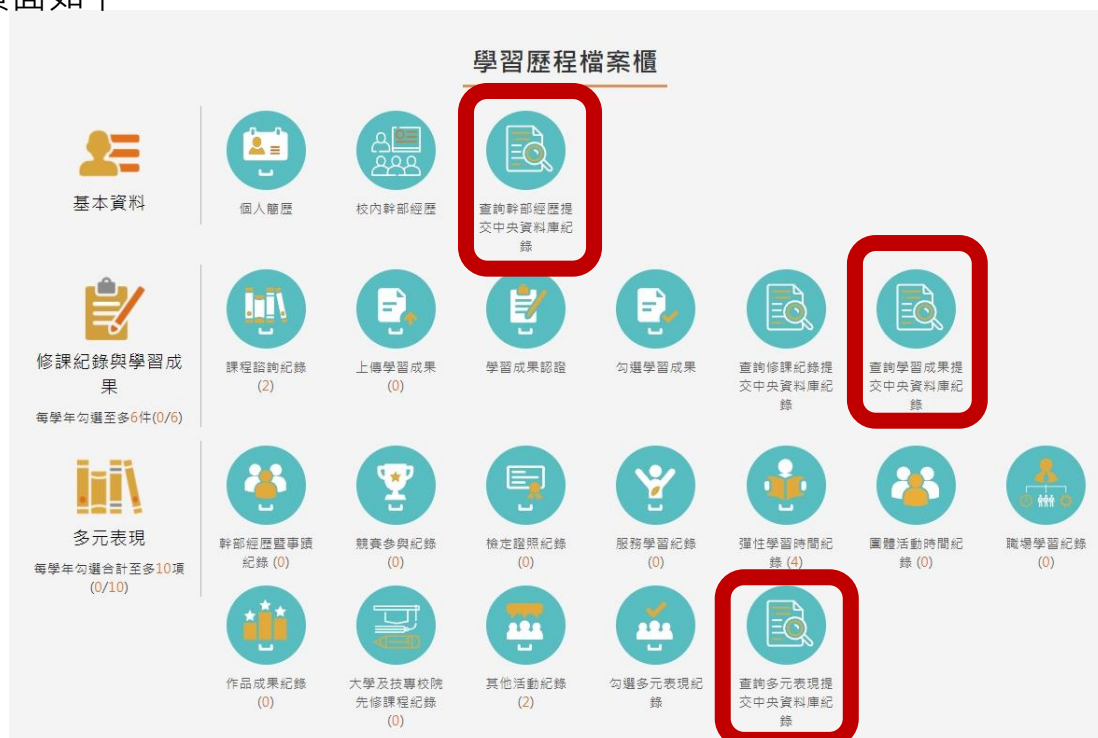 頁面如下
學習歷程檔案櫃
基本資料
個人簡歷
校內幹部經歷
查詢幹部經歷提
交中央資料庫紀
錄
修課紀錄與學習成
果
每學年勾選至多6件(0/6)
課程諮詢紀錄
(2)
上傳學習成果
(0)
學習成果認證
勾選學習成果
查詢修課紀錄提
交中央資料庫紀
錄
查詢學習成果提
交中央資料庫紀
錄
多元表現
每學年勾選合計至多10項
(0/10)
幹部經歷暨事蹟
紀錄 (0)
競賽參與紀錄
(0)
檢定證照紀錄
(0)
服務學習紀錄
(0)
彈性學習時間紀
錄 (4)
團體活動時間紀
錄 (0)
職場學習紀錄
(0)
作品成果紀錄
(0)
大學及技專校院
先修課程紀錄
(0)
其他活動紀錄
(2)
勾選多元表現紀
錄
查詢多元表現提
交中央資料庫紀
錄